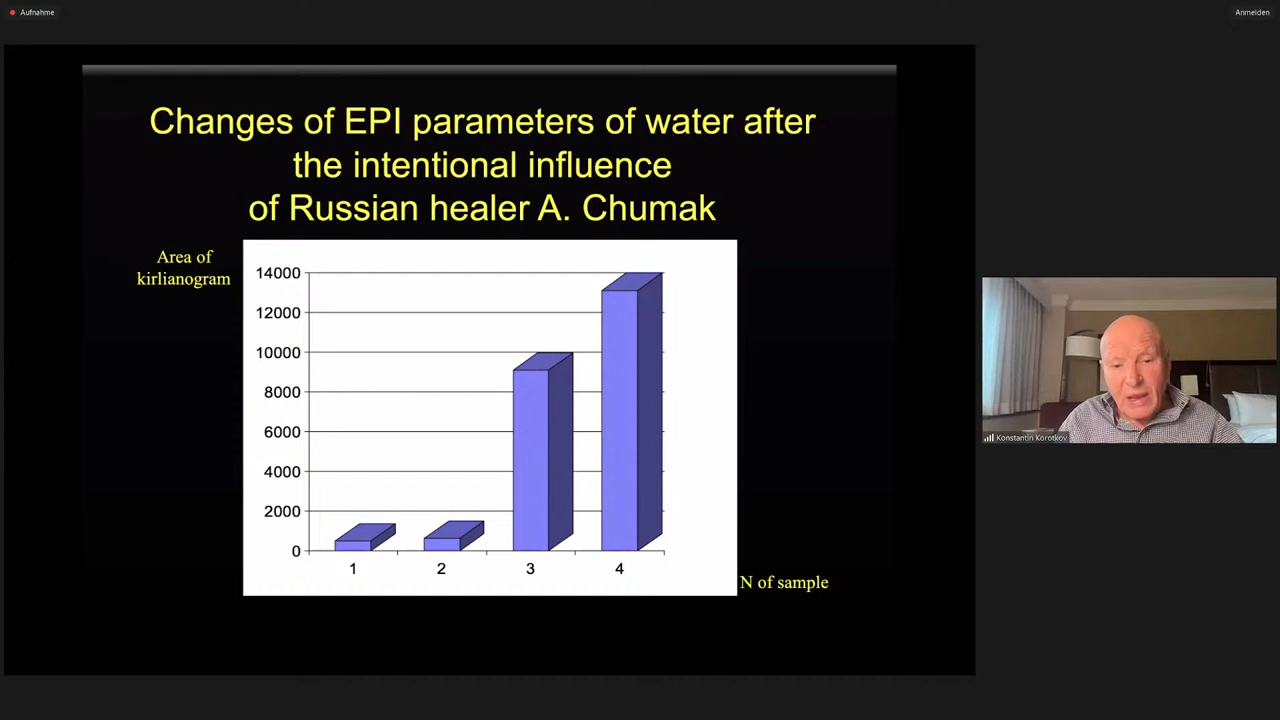 Aufnahme
Anmelden
Changes of EPI parameters of water after
the intentional influence
of Russian healer A. Chumak
Area of
kirlianogram
14000
12000
10000
8000
6000
4000
2000
0
1 2 3 4
N of sample
Konstantin Korotkov